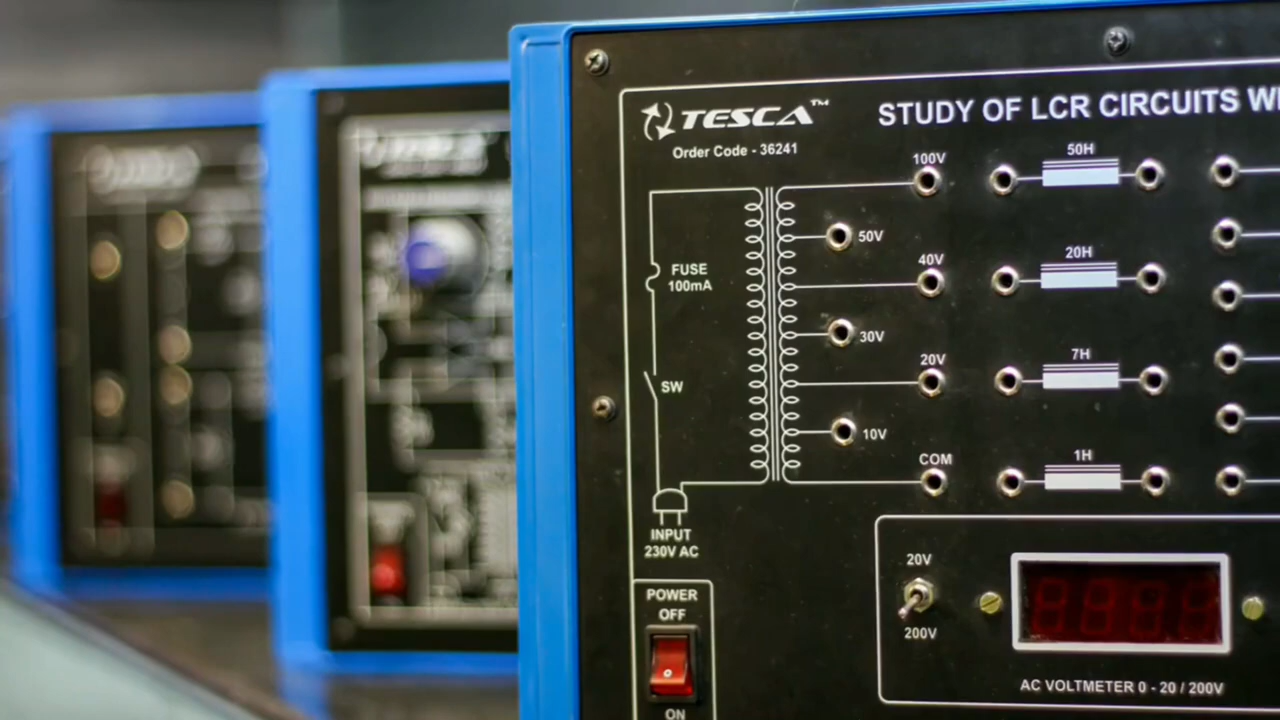 TESCA™
STUDY OF LCR CIRCUITS
Order Code - 36241
100V
50H
50V
40V
20H
FUSE
100mA
30V
20V
7H
SW
10V
COM
1H
INPUT
230V AC
POWER
OFF
ON
20V
200V
AC VOLTMETER 0 - 20 / 200V